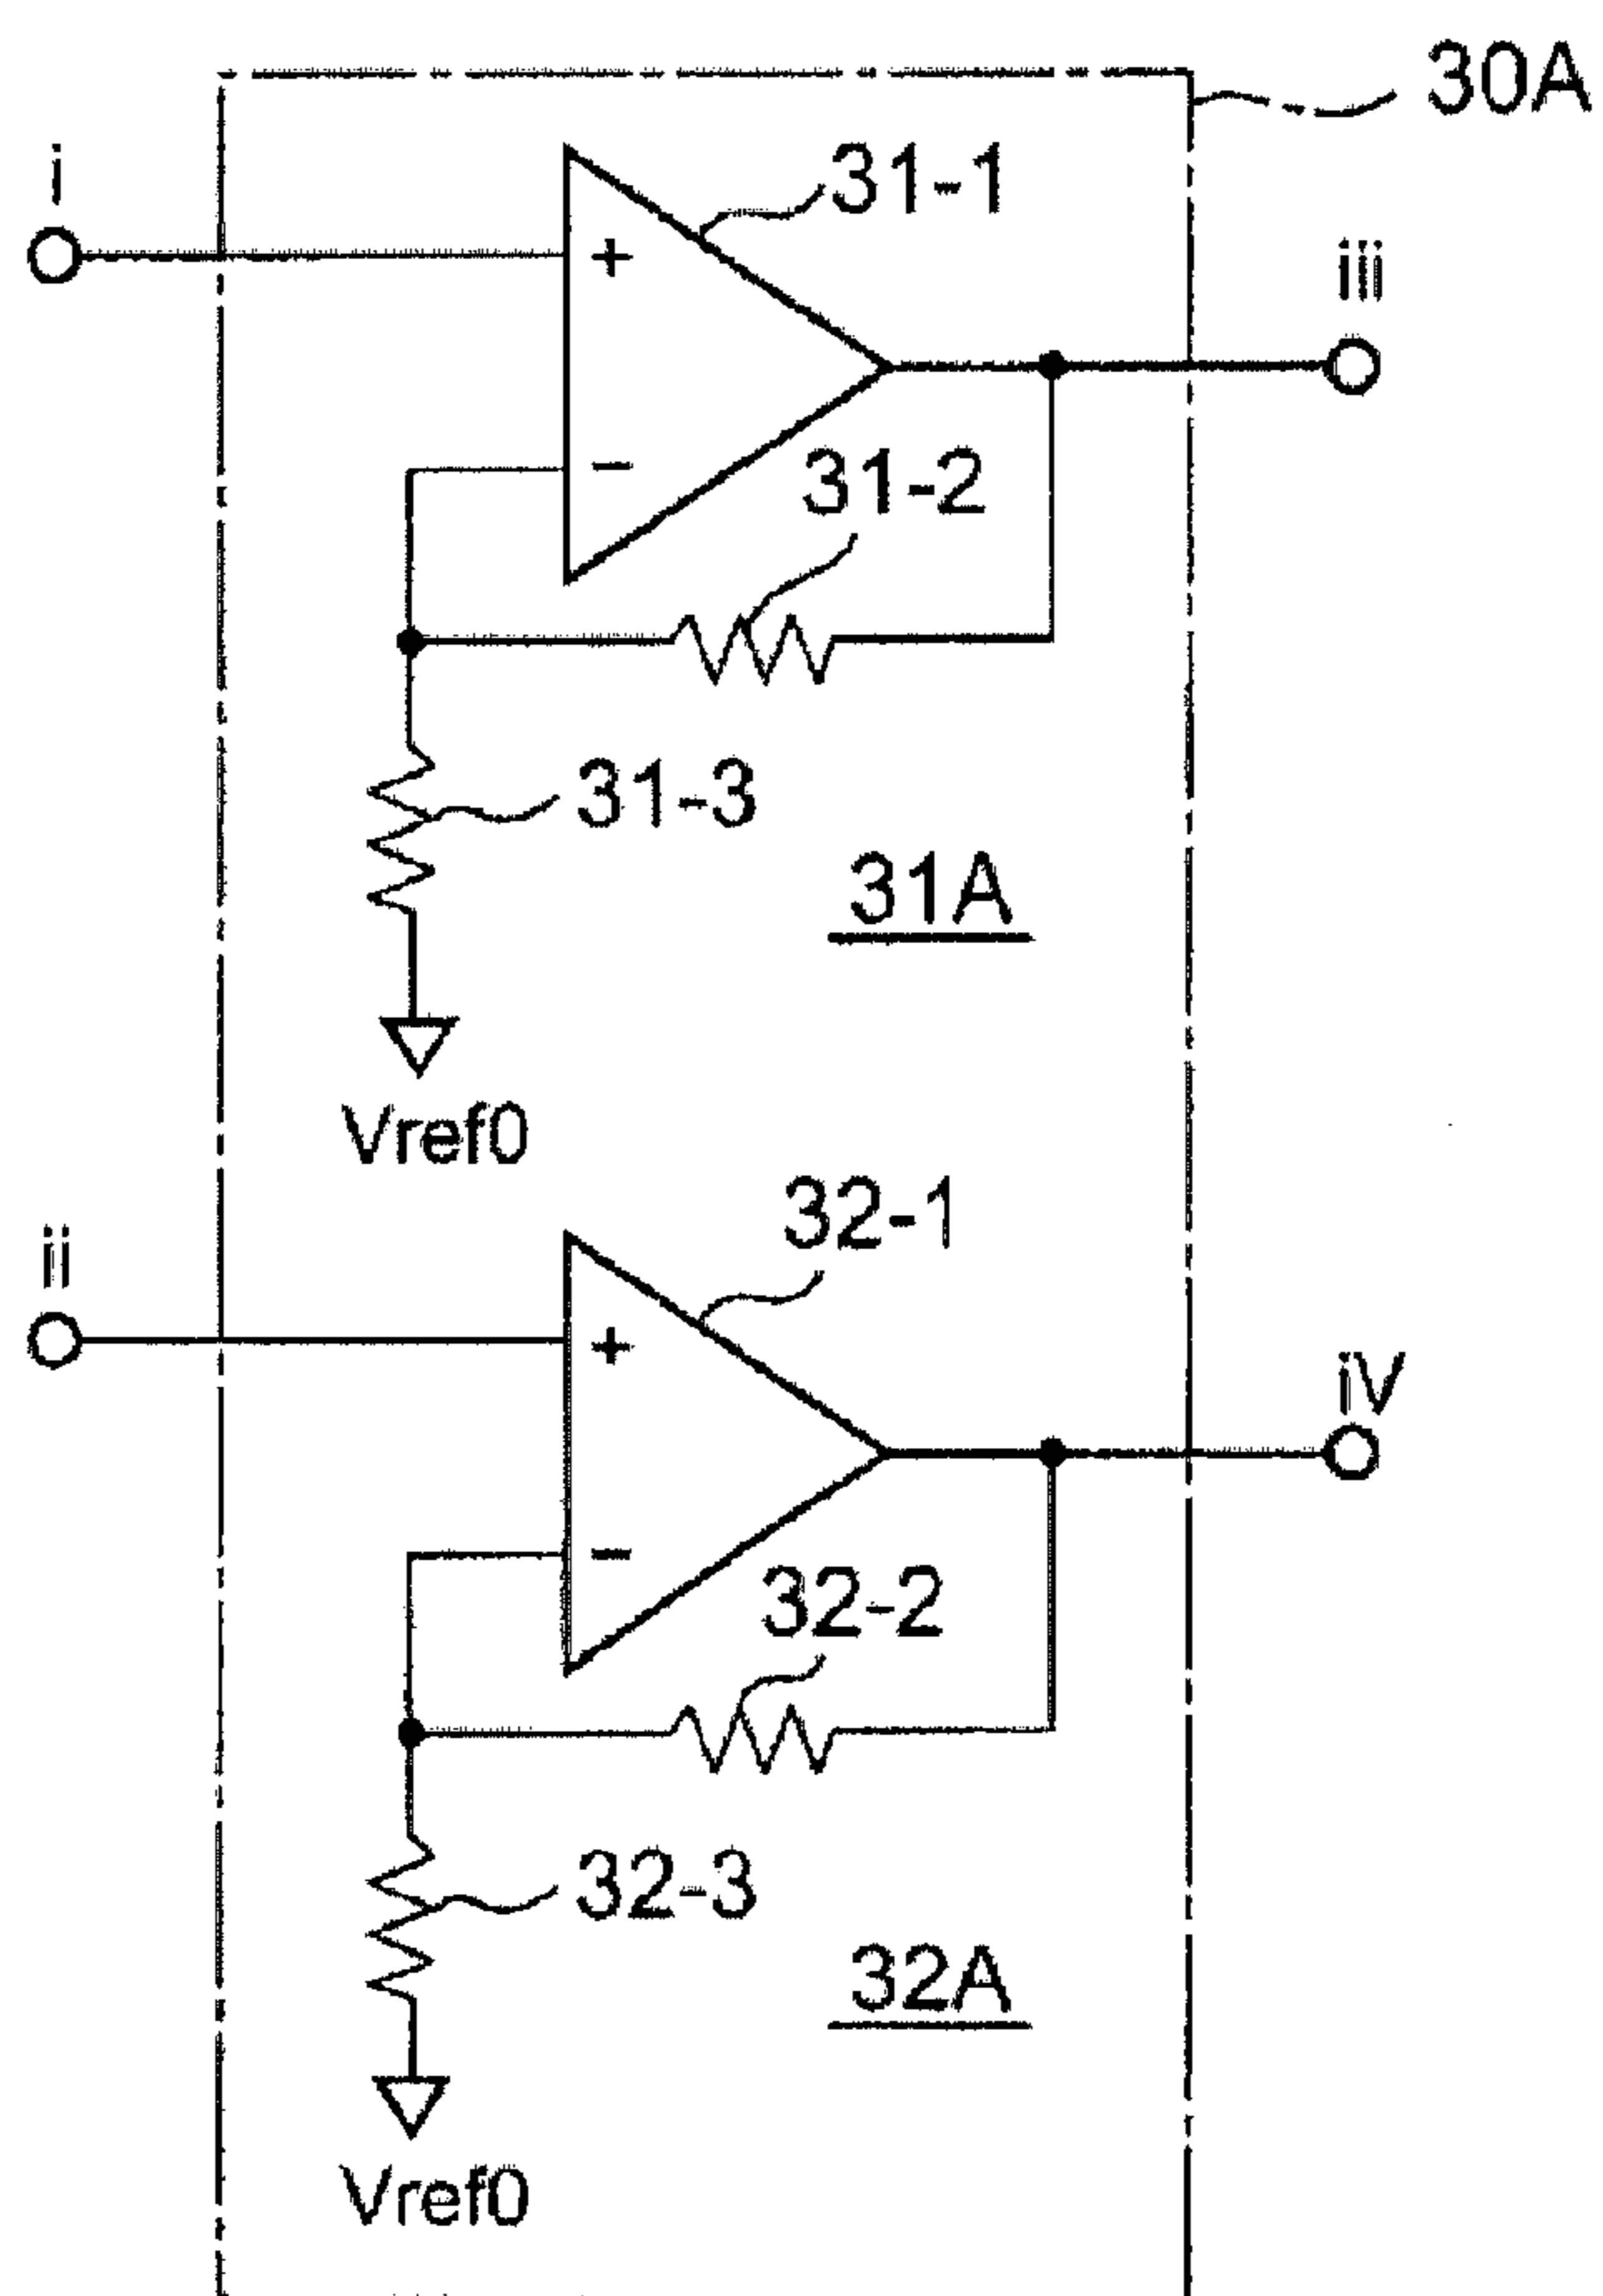 30A
i
31-1
+
iii
−
31-2
31-3
31A
Vref0
32-1
ii
+
iV
−
32-2
32-3
32A
Vref0